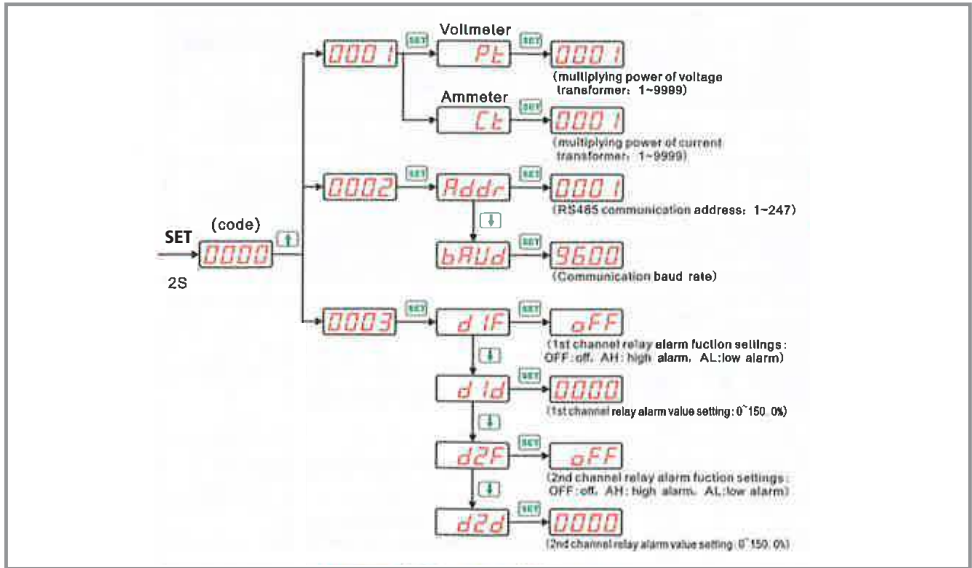 Voltmeter
0001 SET Pt SET 0001
(multiplying power of voltage
transformer: 1~9999)
Ammeter
Ct SET 0001
(multiplying power of current
transformer: 1~9999)
0002 SET Addr SET 0001
(RS485 communication address: 1~247)
(code)
SET 0000
2S
bAUd SET 9600
(Communication baud rate)
0003 SET d1F SET oFF
(1st channel relay alarm fuction settings:
OFF:off, AH: high alarm, AL:low alarm)
d1d SET 0000
(1st channel relay alarm value setting:0~150.0%)
d2F SET oFF
(2nd channel relay alarm fuction settings:
OFF:off, AH: high alarm, AL:low alarm)
d2d SET 0000
(2nd channel relay alarm value setting:0~150.0%)